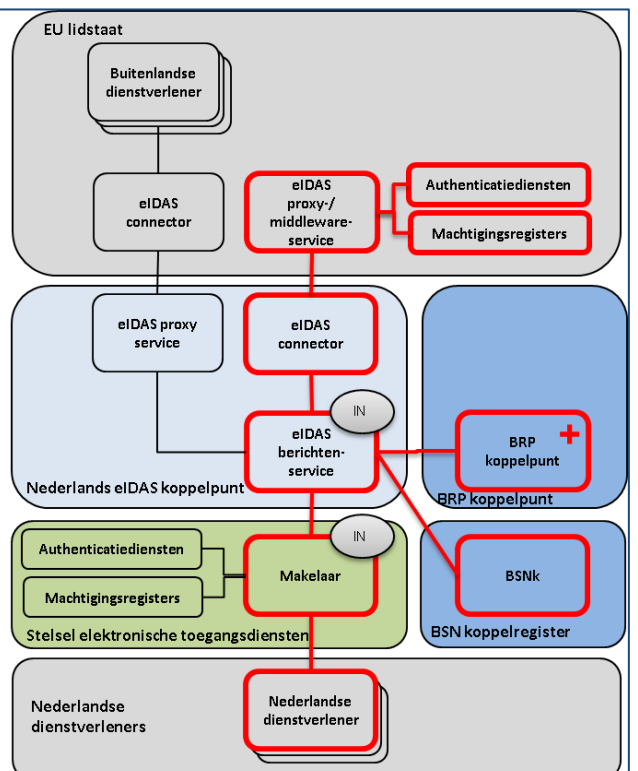 EU lidstaat
Buitenlandse
dienstverlener
eIDAS
connector
eIDAS
proxy-/
middleware-
service
Authenticatiediensten
Machtigingsregisters
eIDAS proxy
service
eIDAS
connector
IN
eIDAS
berichten-
service
Nederlands eIDAS koppelpunt
BRP
koppelpunt
+
BRP koppelpunt
IN
Authenticatiediensten
Machtigingsregisters
Makelaar
Stelsel elektronische toegangsdiensten
BSNk
BSN koppelregister
Nederlandse
dienstverleners
Nederlandse
dienstverlener